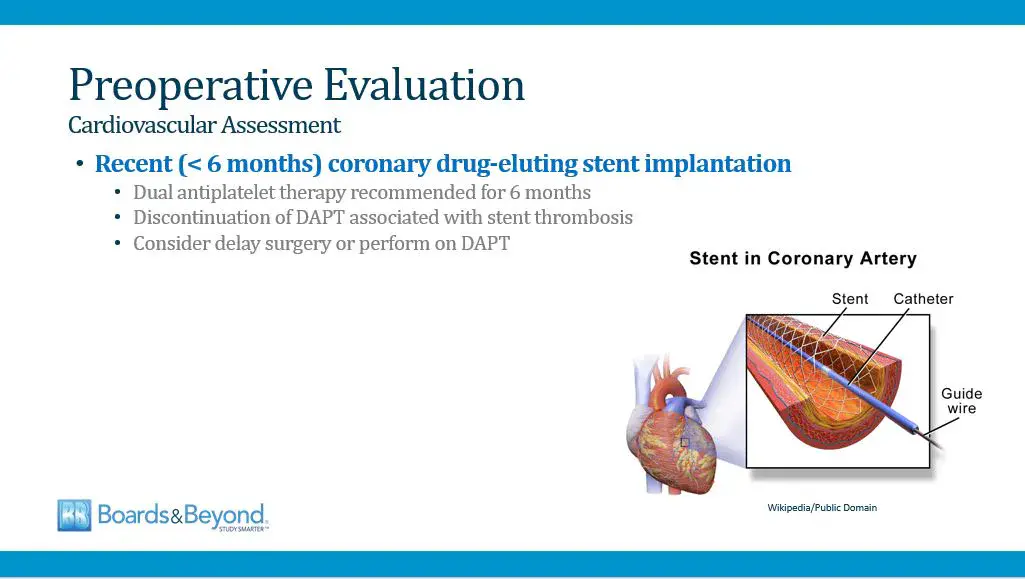 Preoperative Evaluation
Cardiovascular Assessment
• Recent (< 6 months) coronary drug-eluting stent implantation
• Dual antiplatelet therapy recommended for 6 months
• Discontinuation of DAPT associated with stent thrombosis
• Consider delay surgery or perform on DAPT
Stent in Coronary Artery
Stent Catheter
Guide
wire
Wikipedia/Public Domain
BB Boards&Beyond®
STUDY SMARTER™